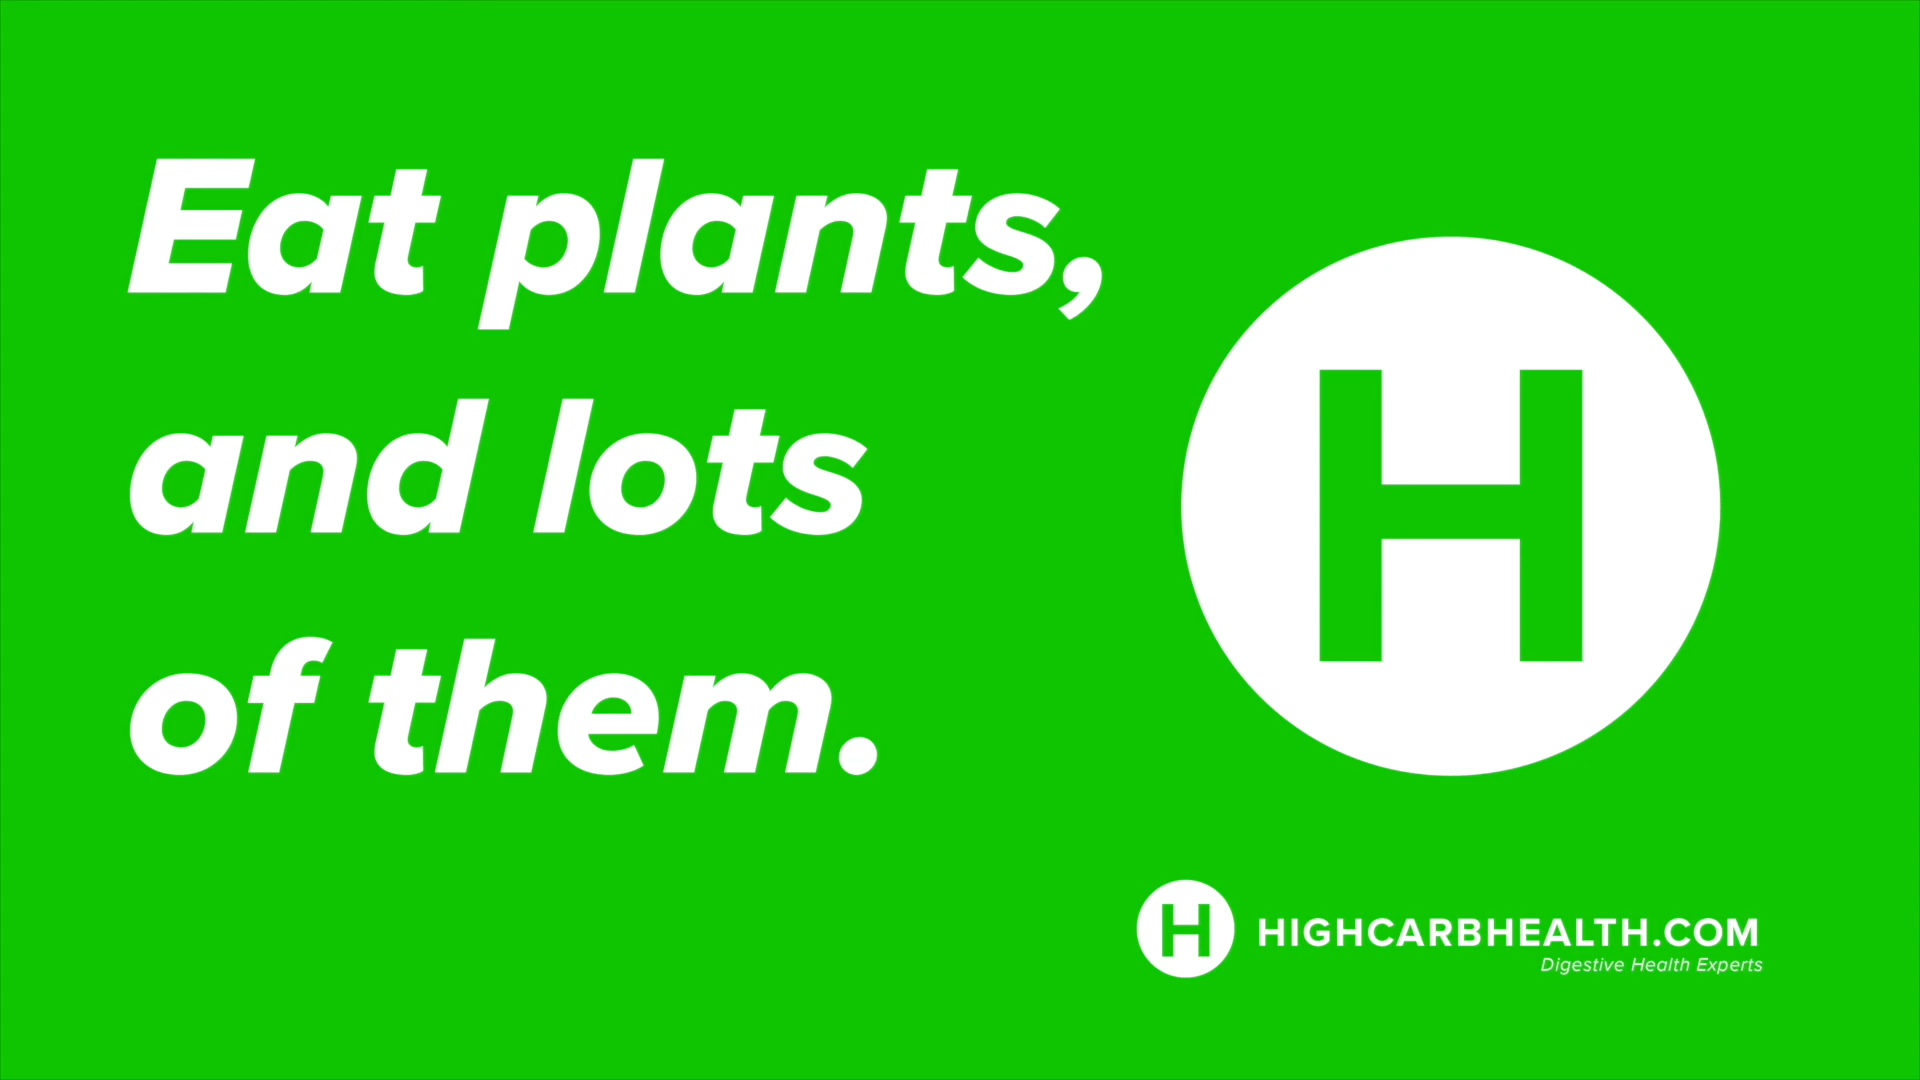 Eat plants,
and lots
of them.
H
H HIGHCARBHEALTH.COM
Digestive Health Experts